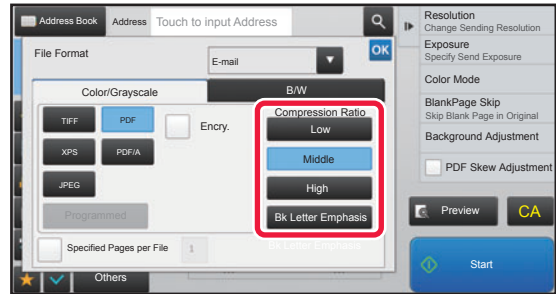 Address Book
Address
Touch to input Address
File Format
E-mail
OK
Color/Grayscale
B/W
TIFF
PDF
Encry.
XPS
PDF/A
JPEG
Programmed
Compression Ratio
Low
Middle
High
Bk Letter Emphasis
Bk Letter Emphasis
Specified Pages per File
1
Others
Resolution
Change Sending Resolution
Exposure
Specify Send Exposure
Color Mode
BlankPage Skip
Skip Blank Page in Original
Background Adjustment
PDF Skew Adjustment
Preview
CA
Start